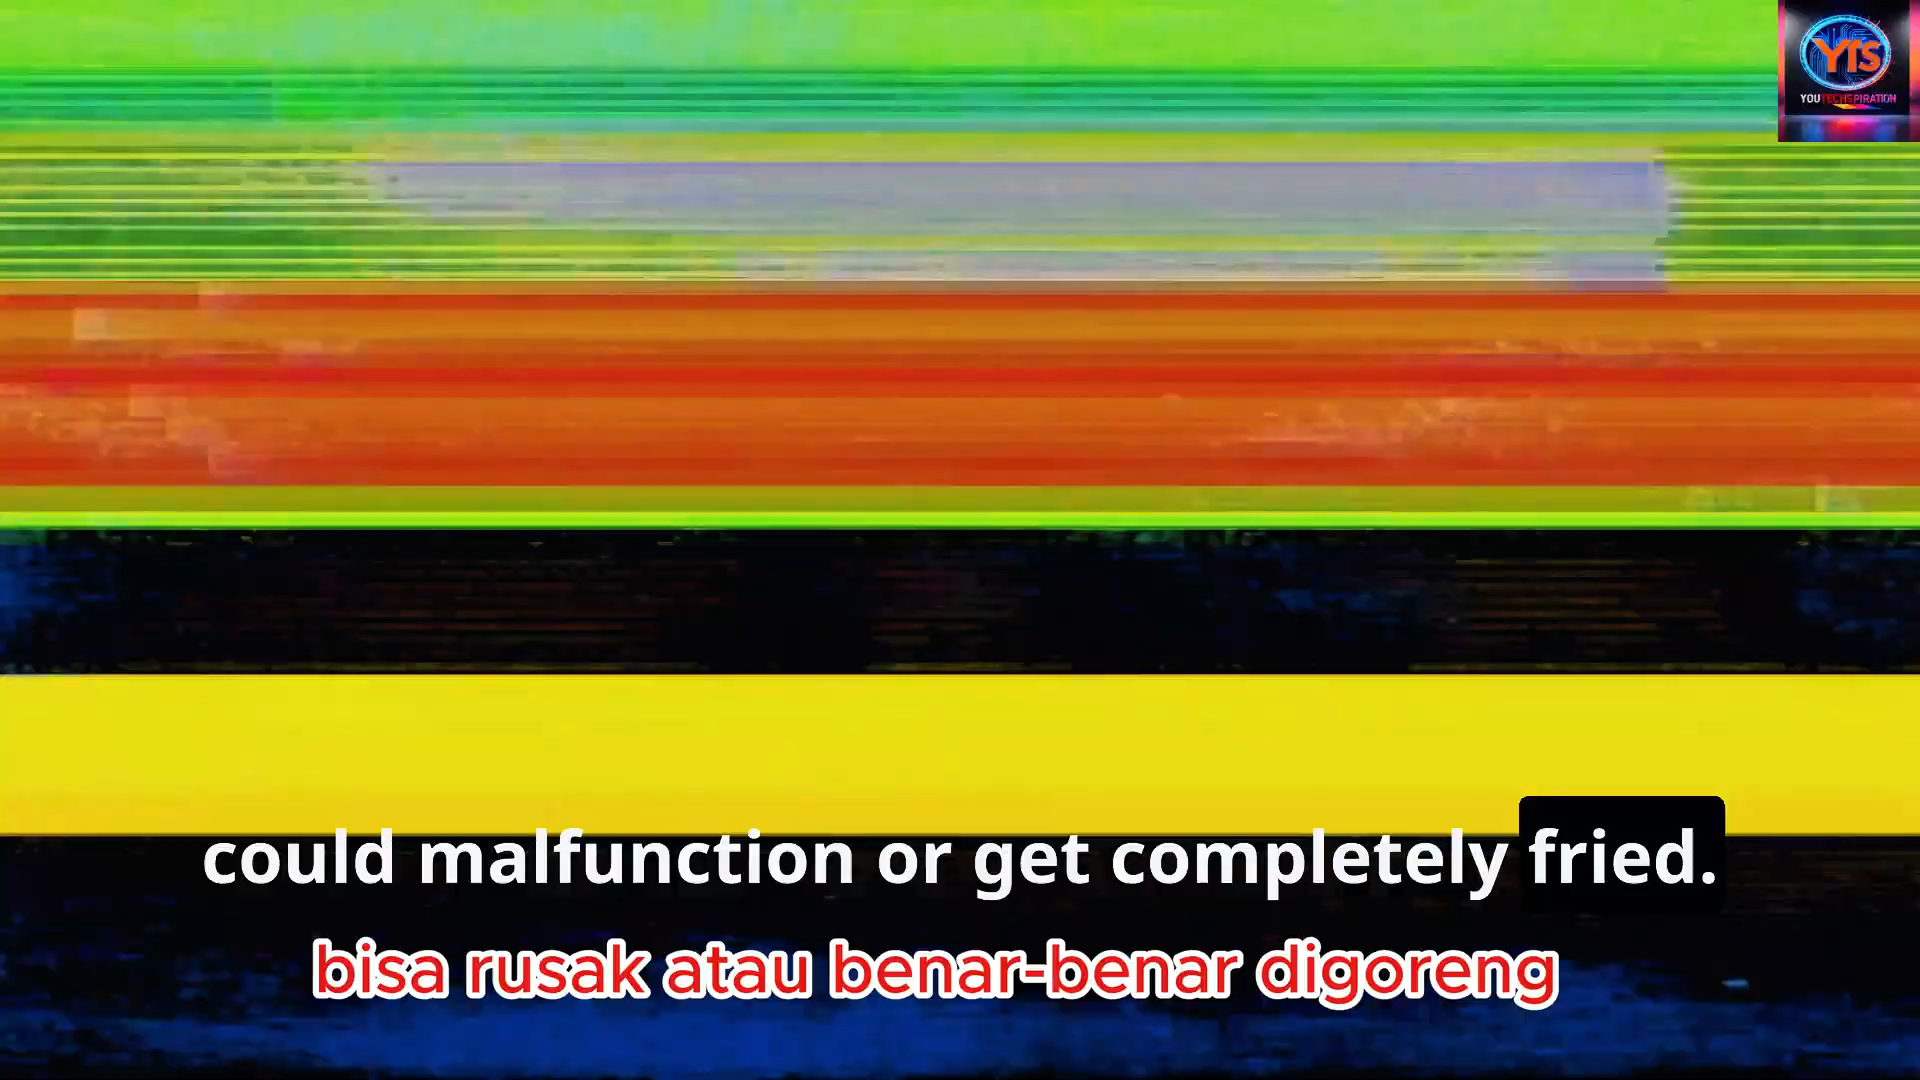 YTS
YOUTECHSPIRATION
could malfunction or get completely fried.
bisa rusak atau benar-benar digoreng